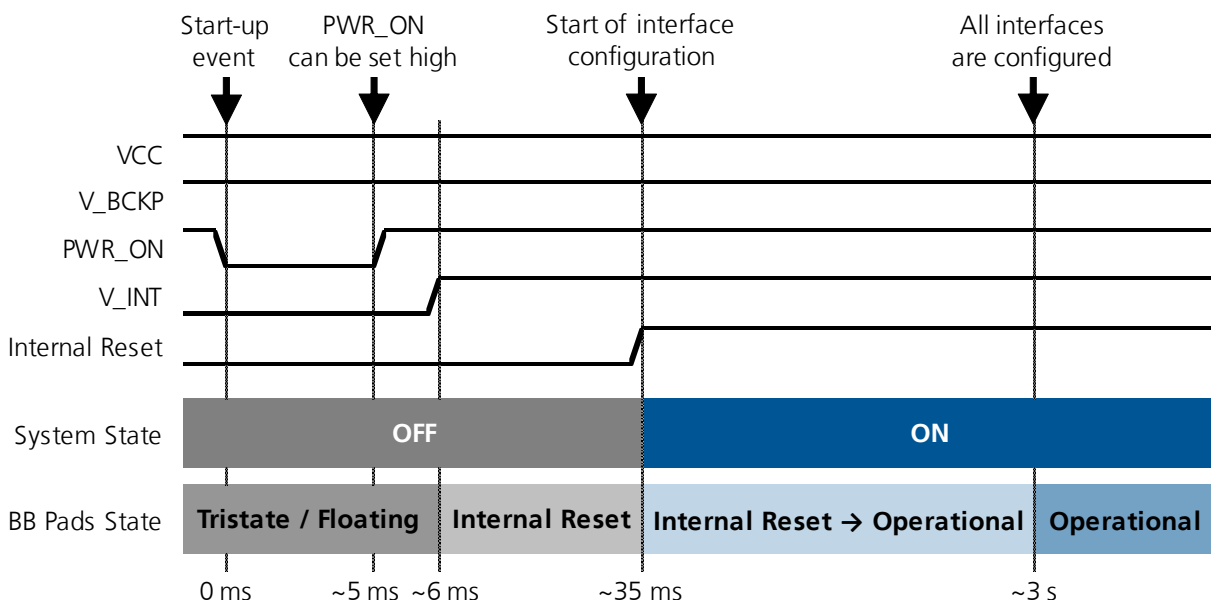 Start-up
event
PWR_ON
can be set high
Start of interface
configuration
All interfaces
are configured
VCC
V_BCKP
PWR_ON
V_INT
Internal Reset
System State
OFF
ON
BB Pads State
Tristate / Floating
Internal Reset
Internal Reset → Operational
Operational
0 ms
~5 ms
~6 ms
~35 ms
~3 s